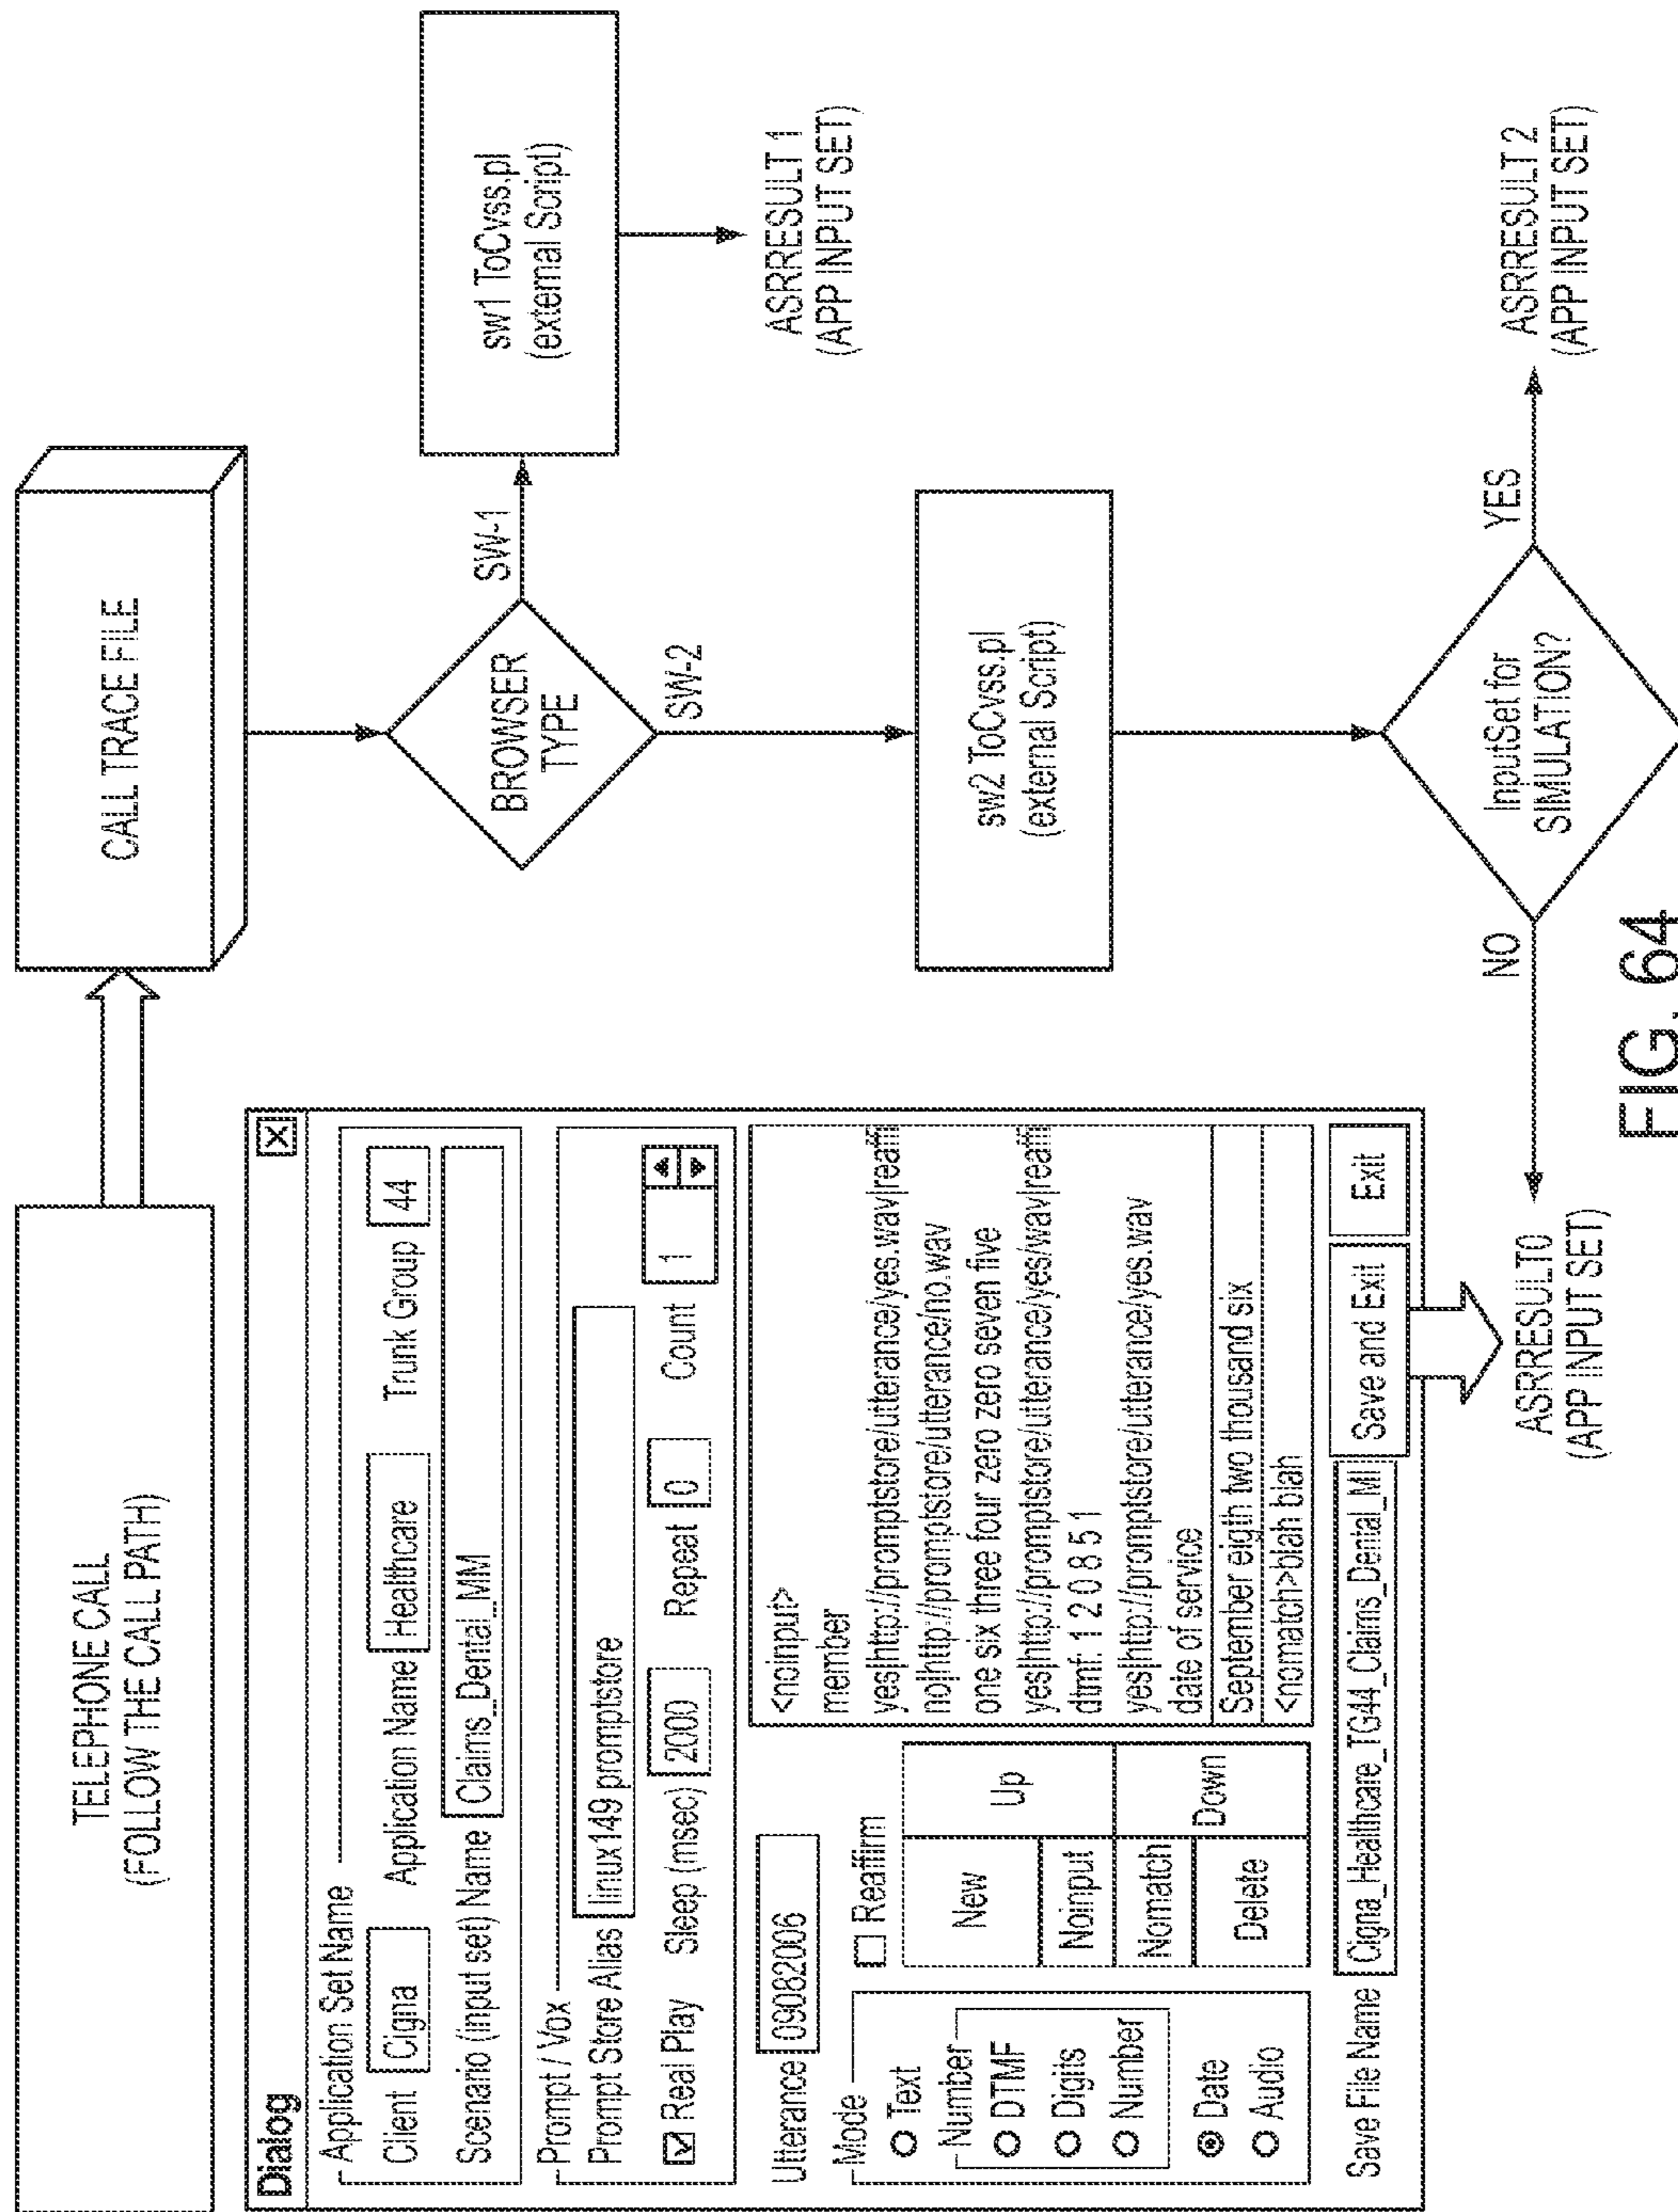 TELEPHONE CALL
(FOLLOW THE CALL PATH)
CALL TRACE FILE
Dialog
Application Set Name
Client Cigna Application Name Healthcare Trunk Group 44
Scenario (input set) Name Claims_Dental_MM
Prompt / Vox
Prompt Store Alias linux149 promptstore
Real Play Sleep (msec) 2000 Repeat 0 Count 1
Utterance 09082006
Mode
Text
Number
DTMF
Digits
Number
Date
Audio
Reaffirm
New
Up
Noinput
Nomatch
Down
Delete
<noinput>
member
yes|http://promptstore/utterance/yes.wav|reaffi
no|http://promptstore/utterance/no.wav
one six three four zero zero seven five
yes|http://promptstore/utterance/yes/wav|reaffi
dtmf: 1 2 0 8 5 1
yes|http://promptstore/utterance/yes.wav
date of service
September eigth two thousand six
<nomatch>blah blah
Save File Name Cigna_Healthcare_TG44_Claims_Dental_MI Save and Exit Exit
BROWSER
TYPE
SW-1
sw1 ToCvss.pl
(external Script)
ASRRESULT 1
(APP INPUT SET)
SW-2
sw2 ToCvss.pl
(external Script)
InputSet for
SIMULATION?
YES
ASRRESULT 2
(APP INPUT SET)
NO
ASRRESULT0
(APP INPUT SET)
FIG. 64